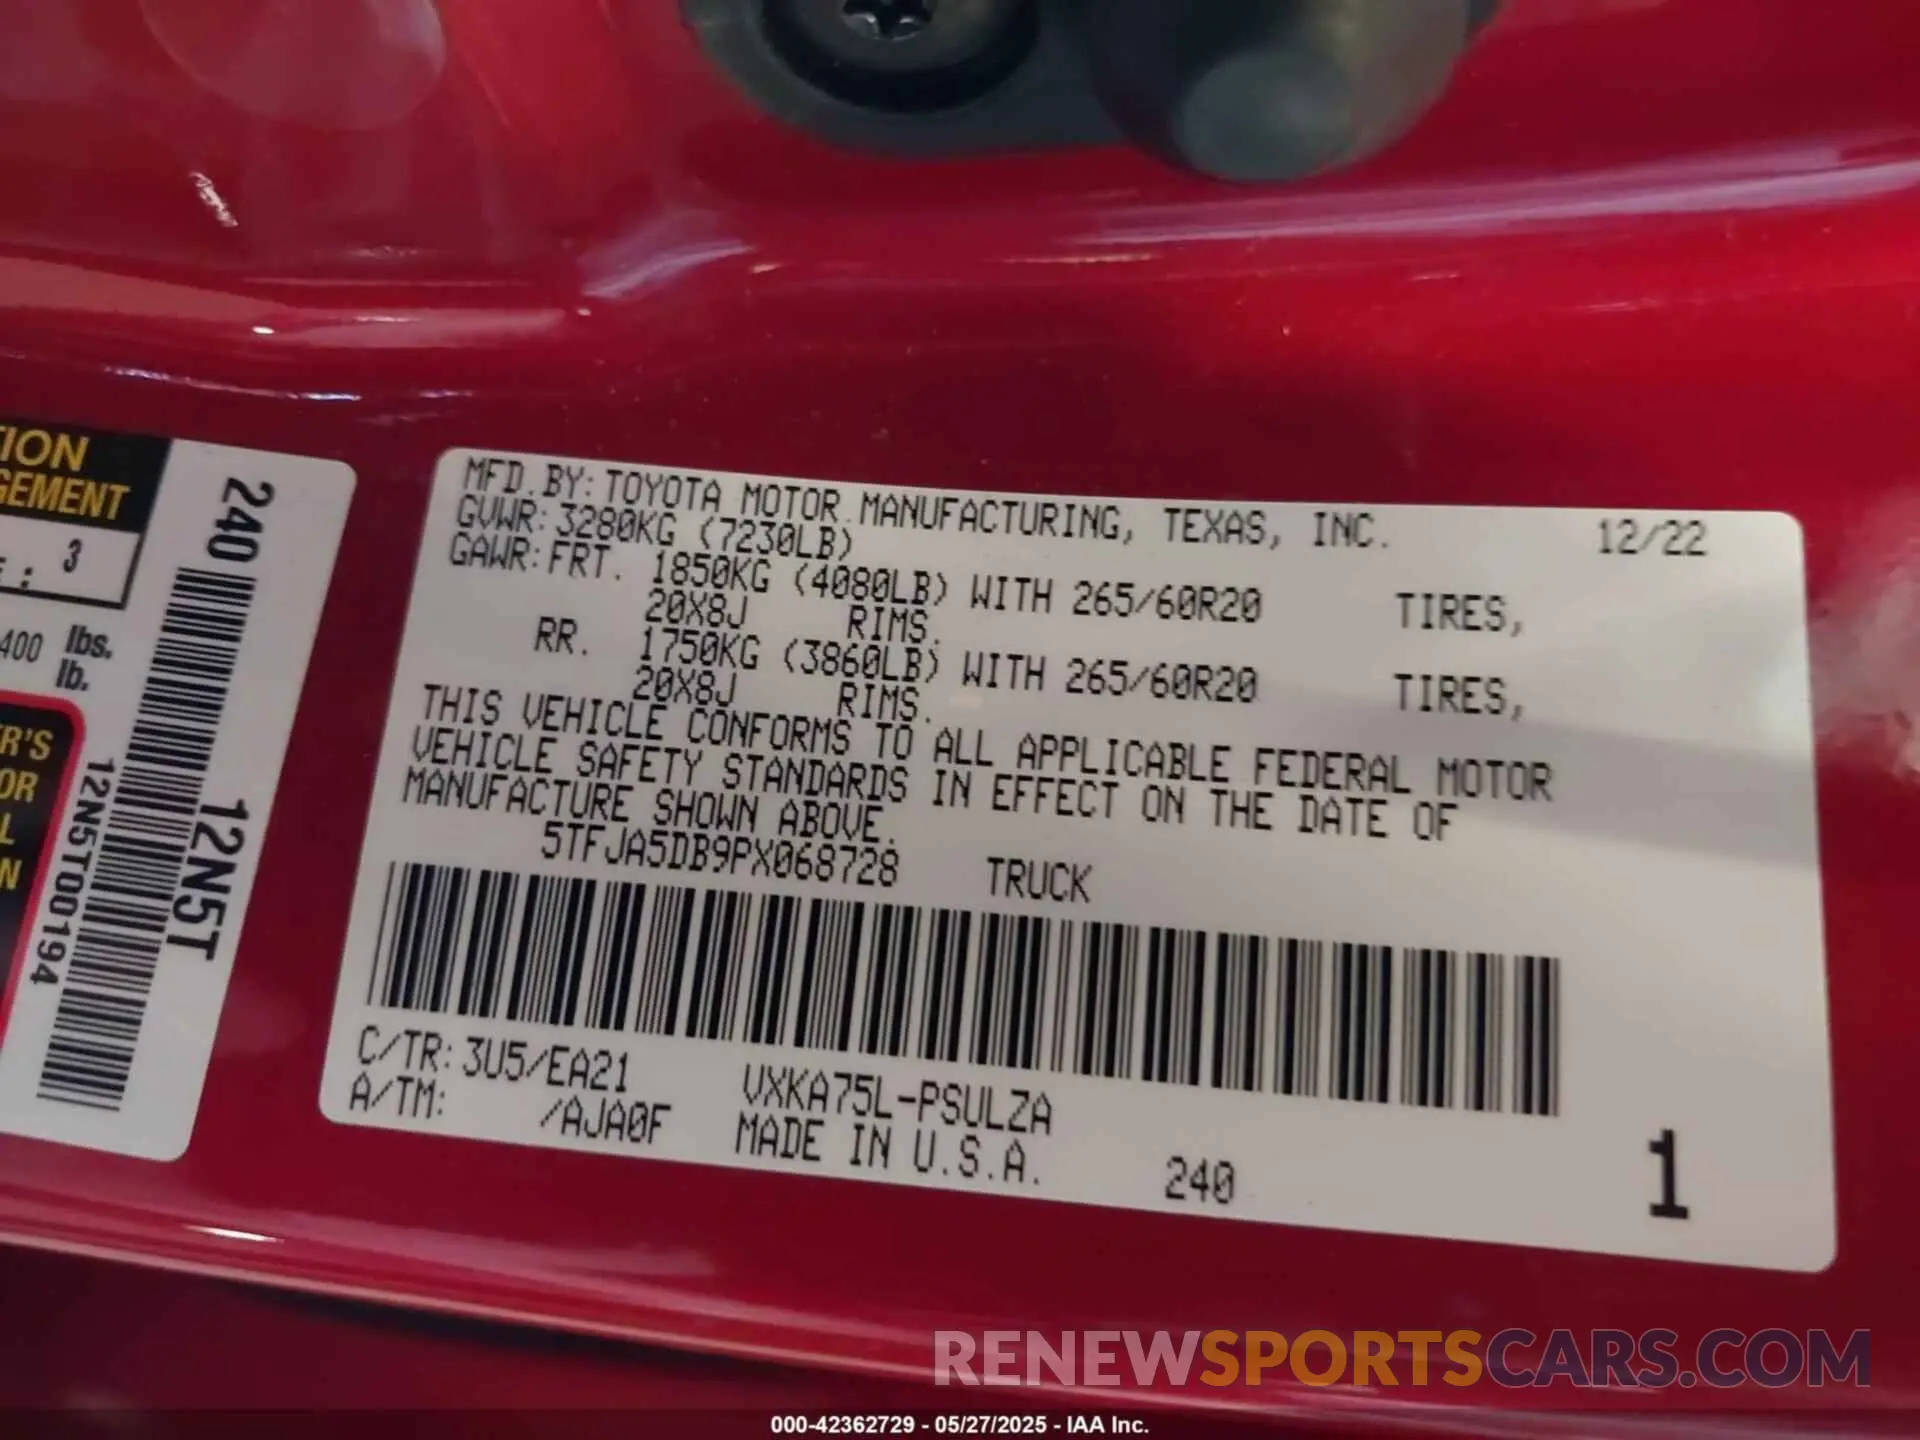 TION
GEMENT
: 3
400 lbs.
lb.
R'S
OR
L
N
240 12N5T
12N5T00194
MFD. BY: TOYOTA MOTOR MANUFACTURING, TEXAS, INC. 12/22
GVWR: 3280KG (7230LB)
GAWR: FRT. 1850KG (4080LB) WITH 265/60R20 TIRES,
20X8J RIMS.
RR. 1750KG (3860LB) WITH 265/60R20 TIRES,
20X8J RIMS.
THIS VEHICLE CONFORMS TO ALL APPLICABLE FEDERAL MOTOR
VEHICLE SAFETY STANDARDS IN EFFECT ON THE DATE OF
MANUFACTURE SHOWN ABOVE.
5TFJA5DB9PX068728 TRUCK
C/TR: 3U5/EA21 VXKA75L-PSULZA
A/TM: /AJA0F MADE IN U.S.A. 240 1
RENEWSPORTSCARS.COM
000-42362729 - 05/27/2025 - IAA Inc.